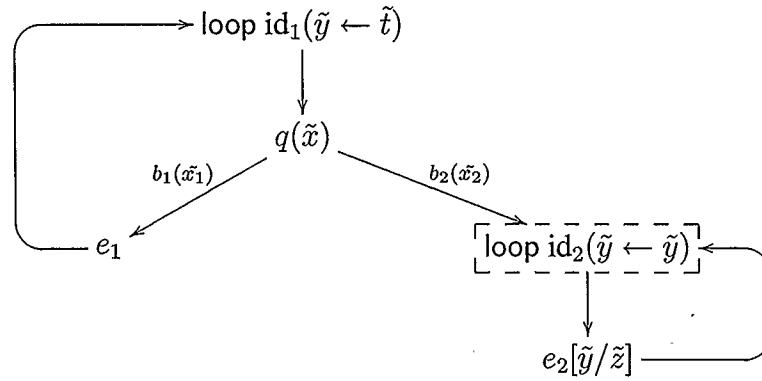 loop id₁(ỹ ← t̃)
q(x̃)
b₁(x̃₁) b₂(x̃₂)
e₁ loop id₂(ỹ ← ỹ)
e₂[ỹ/z̃]